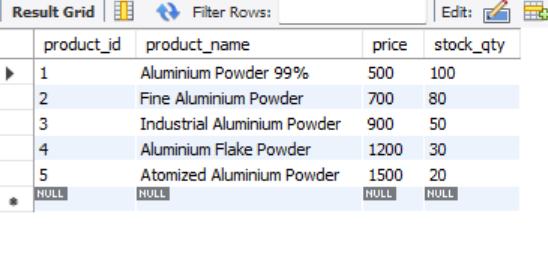 Result Grid Filter Rows: Edit:
product_id product_name price stock_qty
1 Aluminium Powder 99% 500 100
2 Fine Aluminium Powder 700 80
3 Industrial Aluminium Powder 900 50
4 Aluminium Flake Powder 1200 30
5 Atomized Aluminium Powder 1500 20
NULL NULL NULL NULL